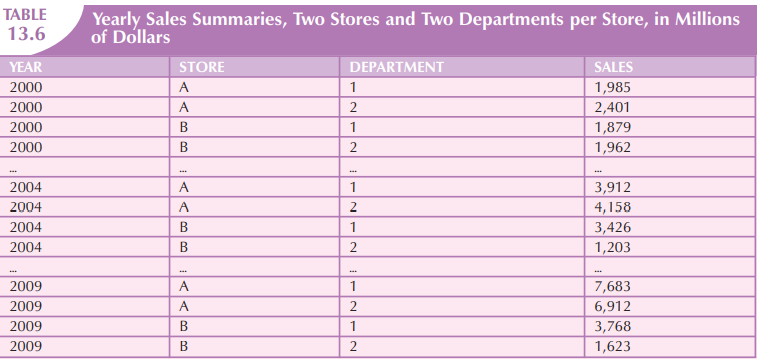 TABLE
13.6
Yearly Sales Summaries, Two Stores and Two Departments per Store, in Millions
of Dollars
YEAR STORE DEPARTMENT SALES
2000 A 1 1,985
2000 A 2 2,401
2000 B 1 1,879
2000 B 2 1,962
... ... ... ...
2004 A 1 3,912
2004 A 2 4,158
2004 B 1 3,426
2004 B 2 1,203
... ... ... ...
2009 A 1 7,683
2009 A 2 6,912
2009 B 1 3,768
2009 B 2 1,623